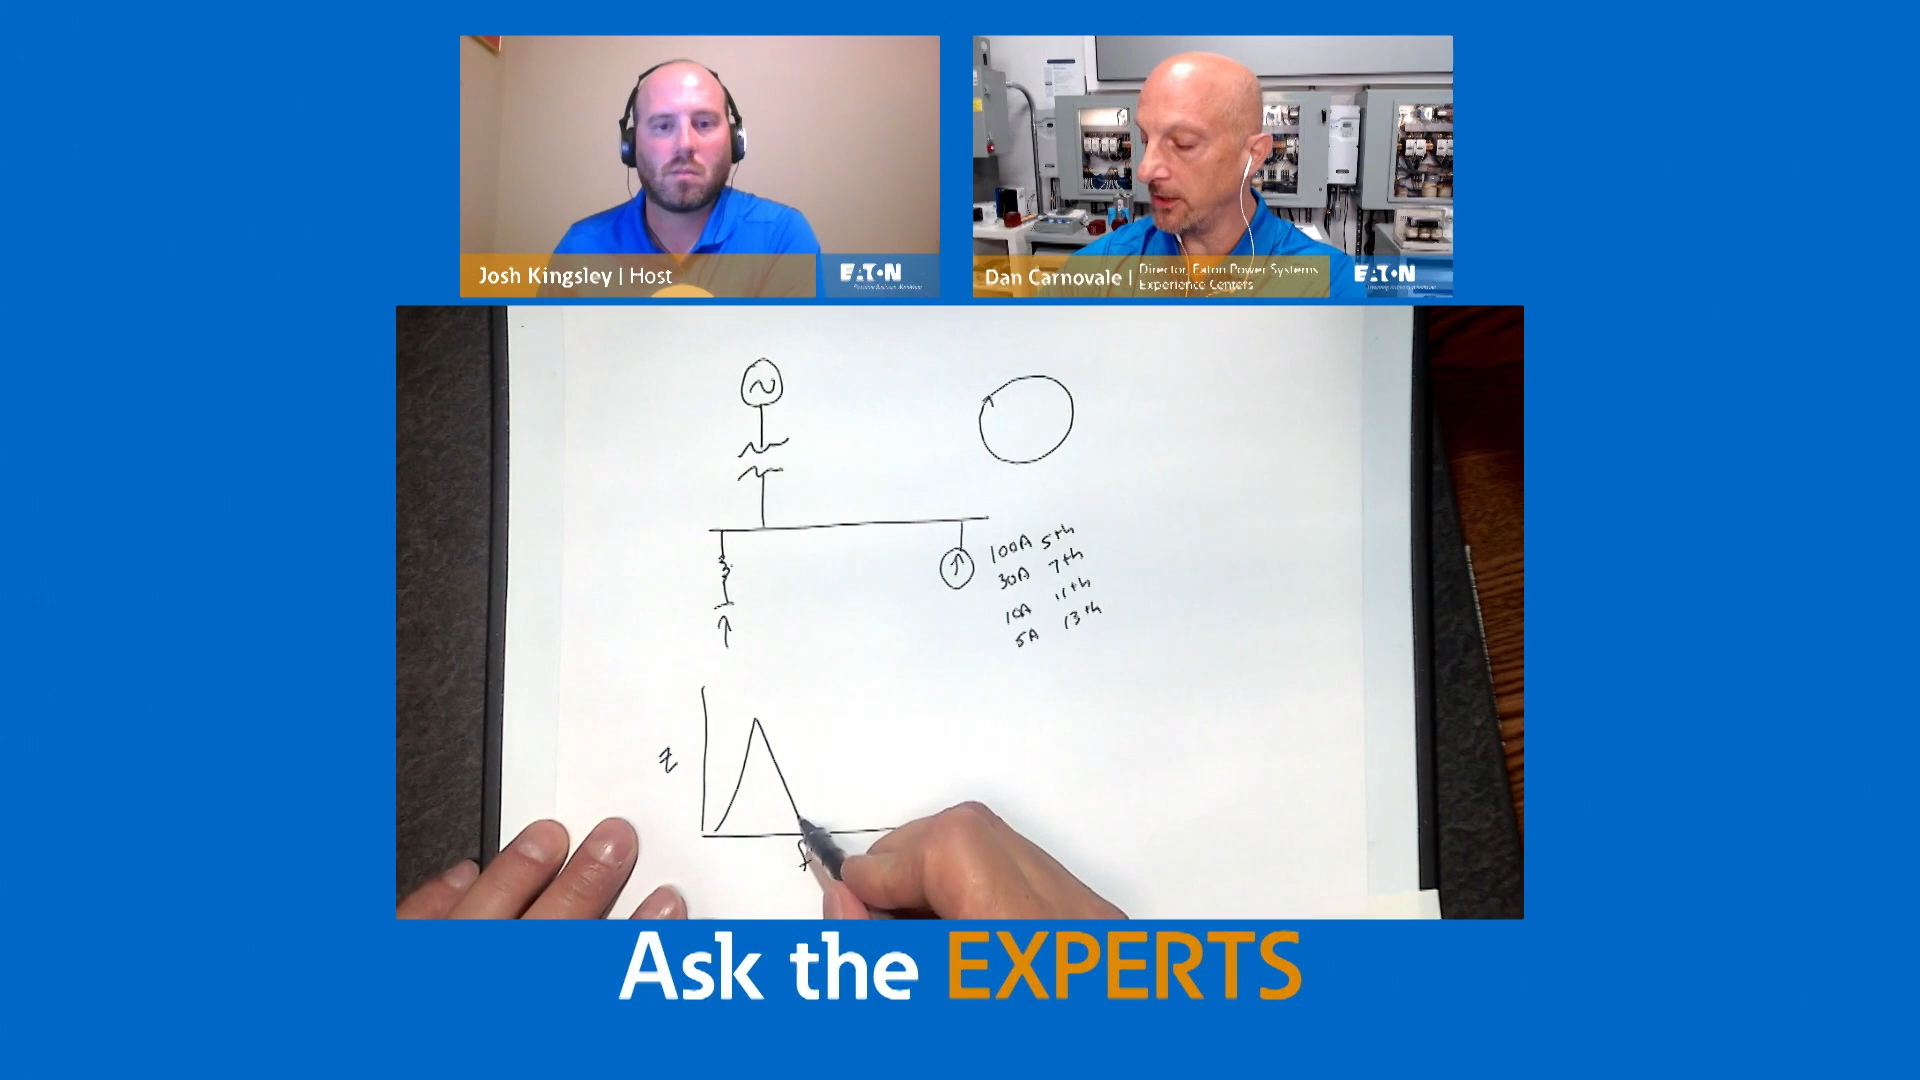 Josh Kingsley | Host
EATON
Dan Carnovale | Director, Eaton Power Systems
Experience Centers
EATON
100A 5th
30A 7th
10A 11th
5A 13th
Z
f
Ask the EXPERTS